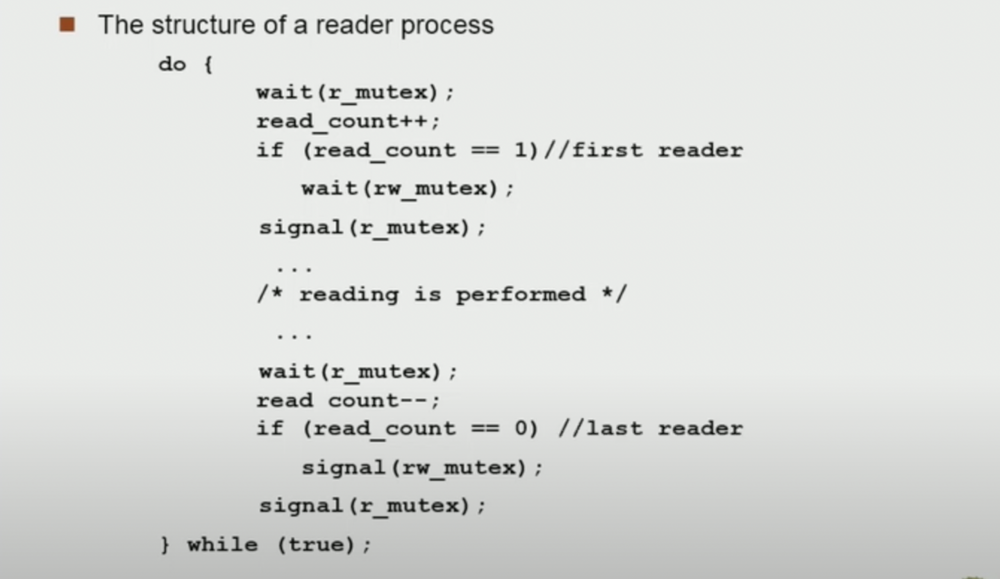 The structure of a reader process
do {
wait(r_mutex);
read_count++;
if (read_count == 1)//first reader
wait(rw_mutex);
signal(r_mutex);
...
/* reading is performed */
...
wait(r_mutex);
read count--;
if (read_count == 0) //last reader
signal(rw_mutex);
signal(r_mutex);
} while (true);